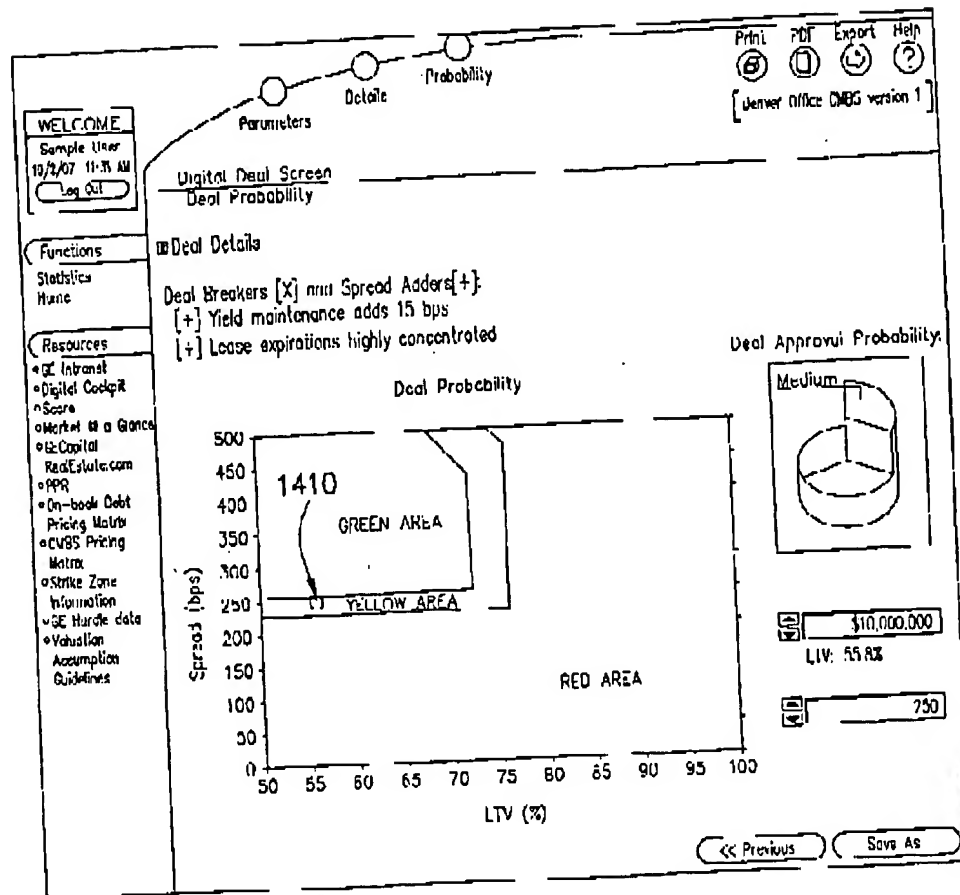 Print PDF Export Help
[Denver Office CMBS version 1]
Parameters
Details
Probability
WELCOME
Sample User
10/2/07 11:35 AM
Log Out
Digital Deal Screen
Deal Probability
Functions
Statistics
Home
Deal Details
Deal Breakers [X] and Spread Adders[+]:
[+] Yield maintenance adds 15 bps
[+] Lease expirations highly concentrated
Resources
GE Intranet
Digital Cockpit
Score
Market at a Glance
GECapital
RealEstate.com
PPR
On-book Debt
Pricing Matrix
CMBS Pricing
Matrix
Strike Zone
Information
GE Hurdle data
Valuation
Assumption
Guidelines
Deal Probability
500
450
400
350
300
250
200
150
100
50
0
Spread (bps)
1410
GREEN AREA
YELLOW AREA
RED AREA
50 55 60 65 70 75 80 85 90 95 100
LTV (%)
Deal Approval Probability:
Medium
$10,000,000
LTV: 55.8%
250
<< Previous
Save As